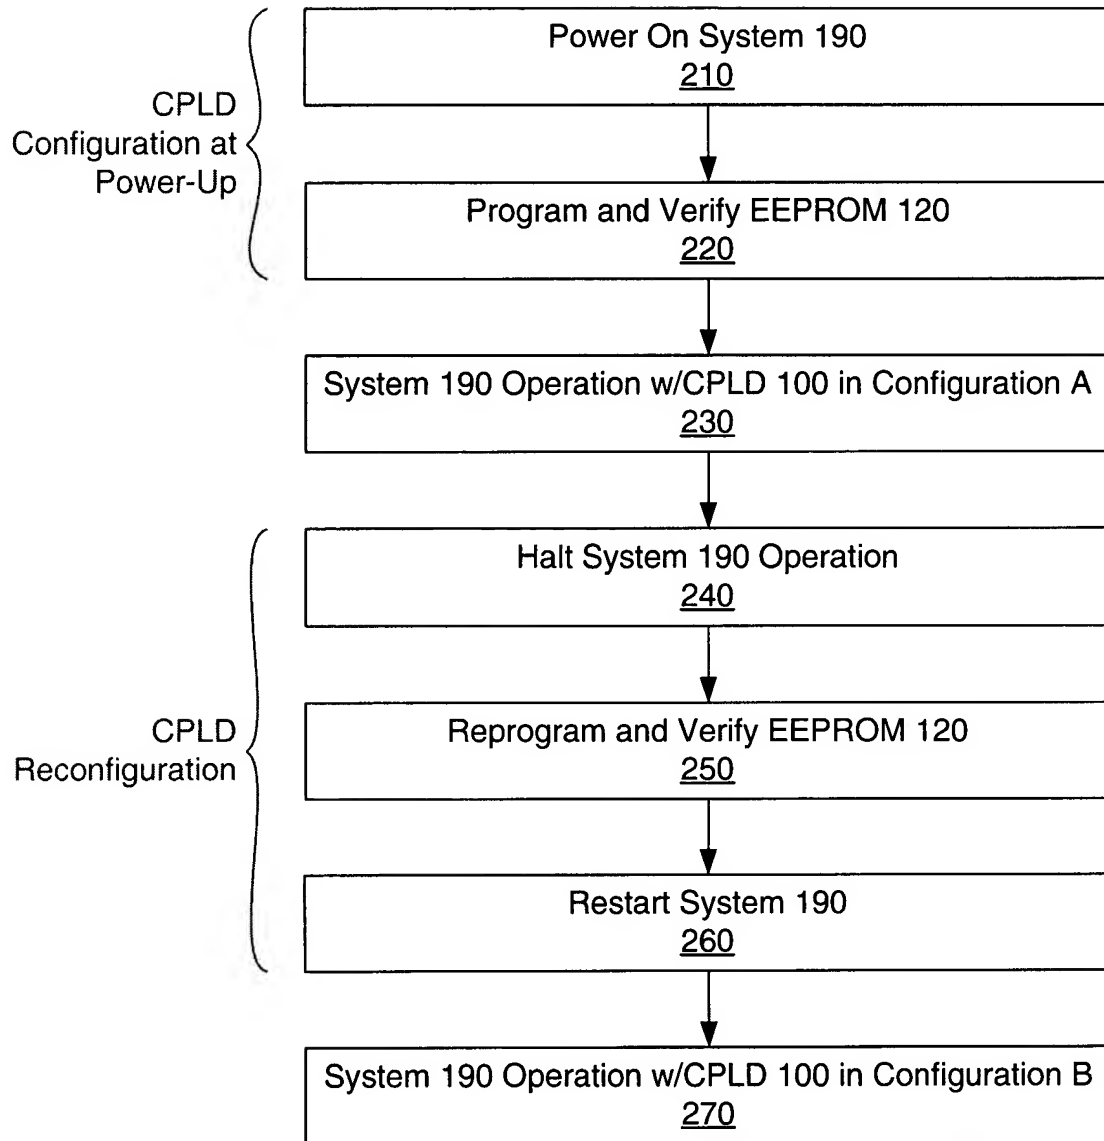 Power On System 190
210
CPLD
Configuration at
Power-Up
Program and Verify EEPROM 120
220
System 190 Operation w/CPLD 100 in Configuration A
230
Halt System 190 Operation
240
CPLD
Reconfiguration
Reprogram and Verify EEPROM 120
250
Restart System 190
260
System 190 Operation w/CPLD 100 in Configuration B
270